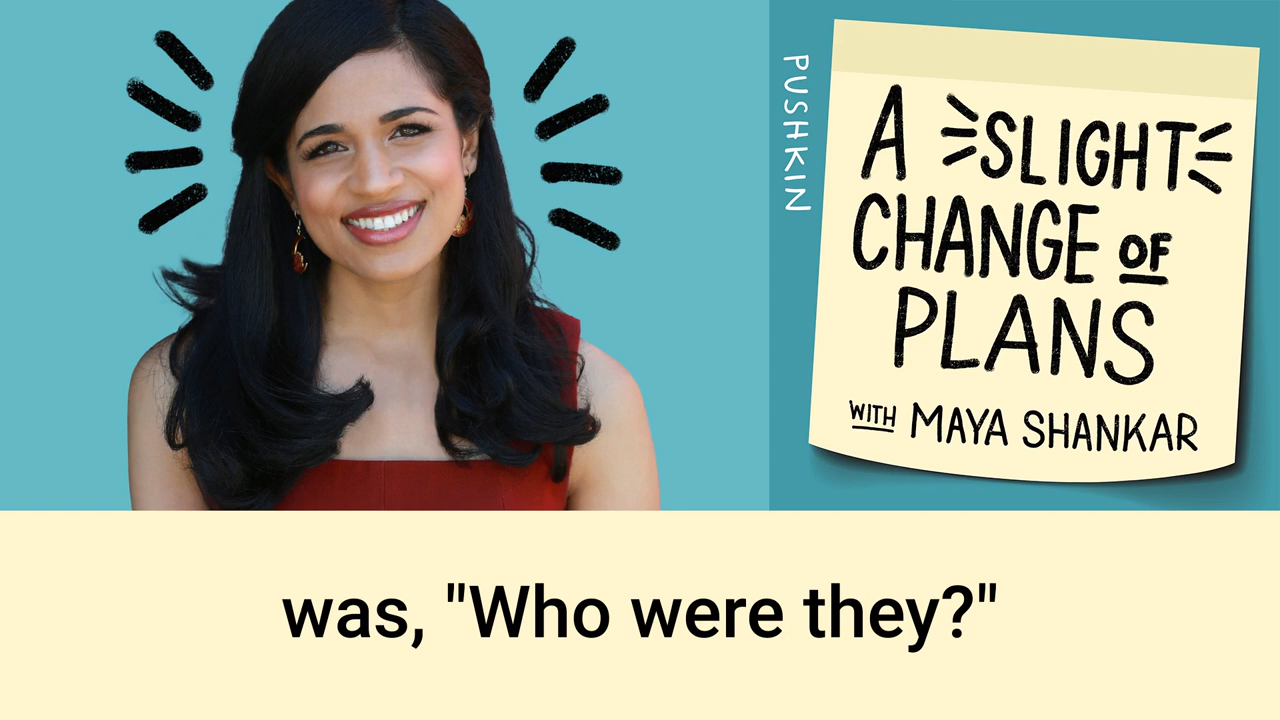 PUSHKIN
A SLIGHT
CHANGE OF
PLANS
WITH MAYA SHANKAR
was, "Who were they?"